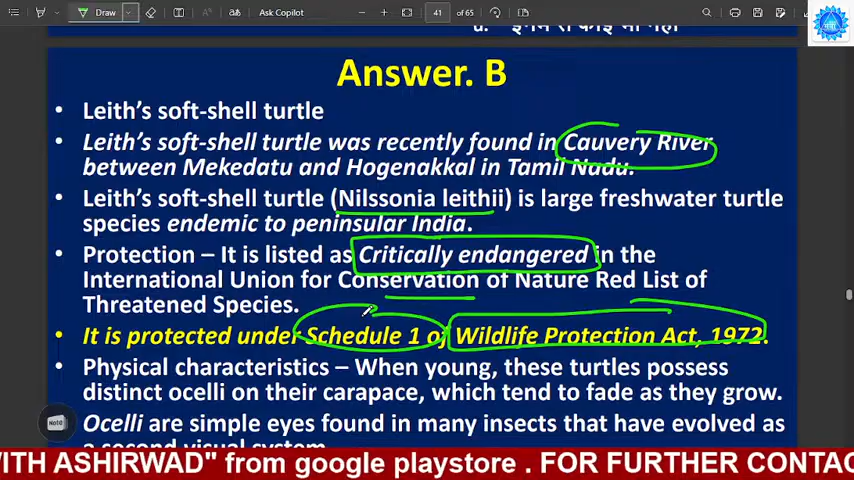 Draw
Ask Copilot
41 of 65
Answer. B
• Leith's soft-shell turtle
• Leith's soft-shell turtle was recently found in Cauvery River
between Mekedatu and Hogenakkal in Tamil Nadu.
• Leith's soft-shell turtle (Nilssonia leithii) is large freshwater turtle
species endemic to peninsular India.
• Protection – It is listed as Critically endangered in the
International Union for Conservation of Nature Red List of
Threatened Species.
• It is protected under Schedule 1 of Wildlife Protection Act, 1972.
• Physical characteristics – When young, these turtles possess
distinct ocelli on their carapace, which tend to fade as they grow.
• Ocelli are simple eyes found in many insects that have evolved as
a second visual system.
WITH ASHIRWAD" from google playstore . FOR FURTHER CONTAC